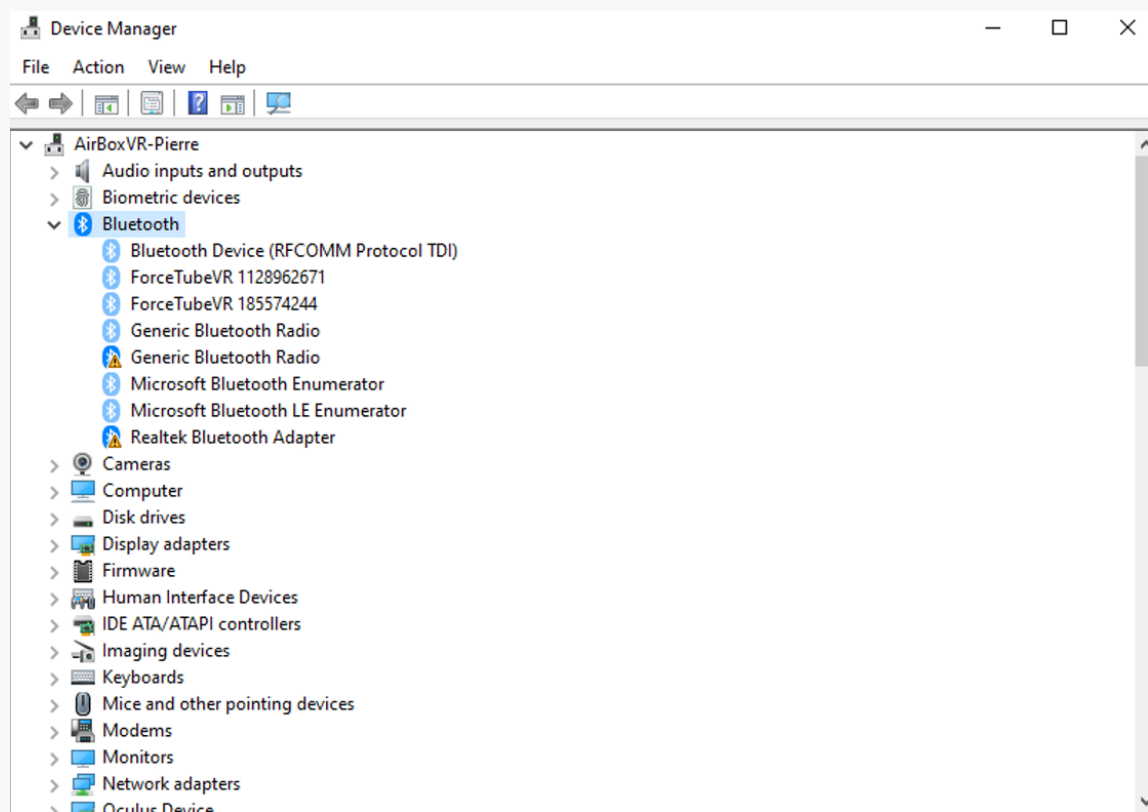 Device Manager
File Action View Help
AirBoxVR-Pierre
Audio inputs and outputs
Biometric devices
Bluetooth
Bluetooth Device (RFCOMM Protocol TDI)
ForceTubeVR 1128962671
ForceTubeVR 185574244
Generic Bluetooth Radio
Generic Bluetooth Radio
Microsoft Bluetooth Enumerator
Microsoft Bluetooth LE Enumerator
Realtek Bluetooth Adapter
Cameras
Computer
Disk drives
Display adapters
Firmware
Human Interface Devices
IDE ATA/ATAPI controllers
Imaging devices
Keyboards
Mice and other pointing devices
Modems
Monitors
Network adapters
Oculus Device